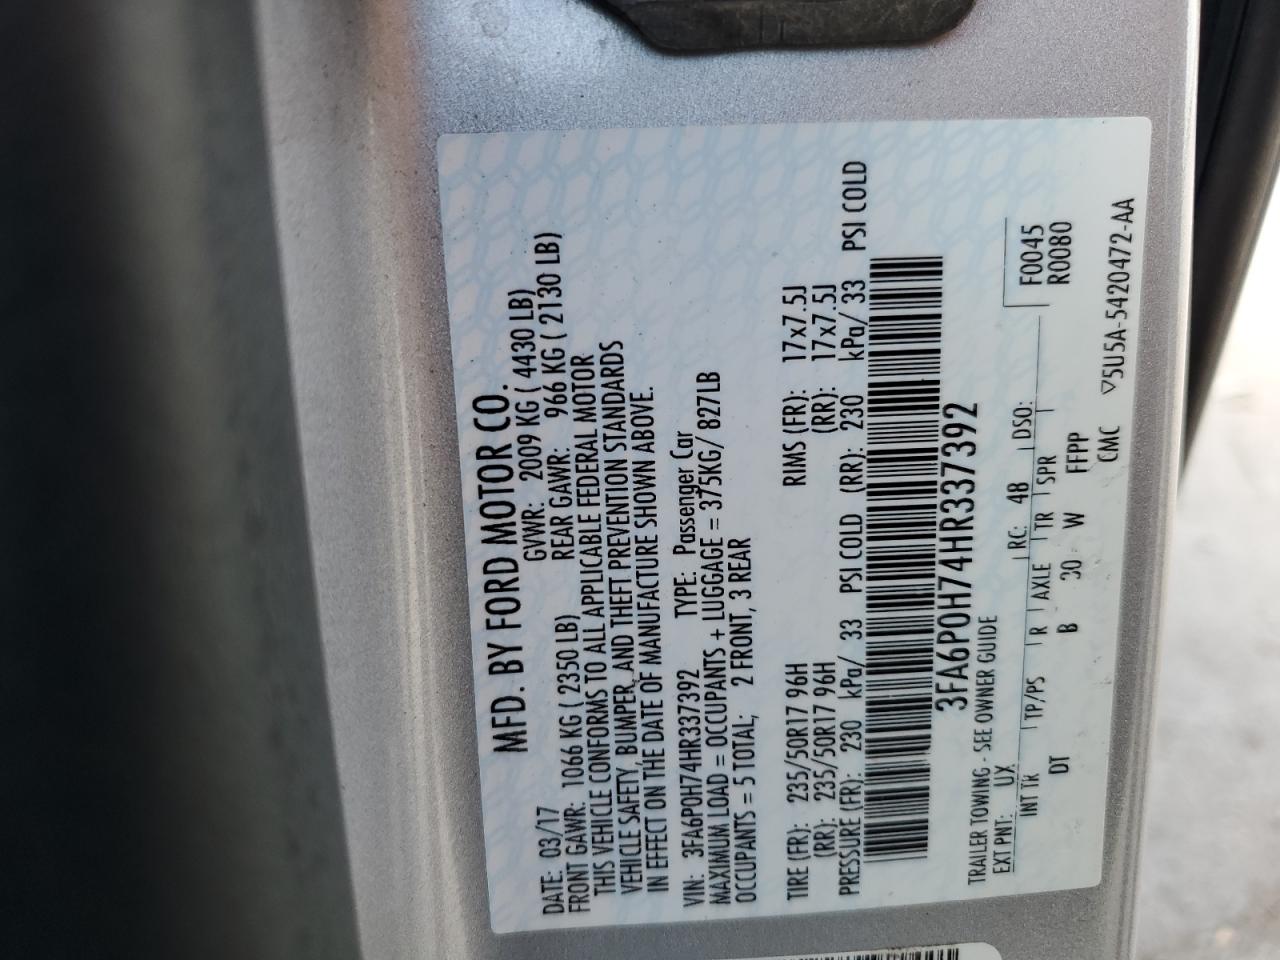 MFD. BY FORD MOTOR CO.
DATE: 03/17 GVWR: 2009 KG ( 4430 LB)
FRONT GAWR: 1066 KG ( 2350 LB) REAR GAWR: 966 KG ( 2130 LB)
THIS VEHICLE CONFORMS TO ALL APPLICABLE FEDERAL MOTOR
VEHICLE SAFETY, BUMPER, AND THEFT PREVENTION STANDARDS
IN EFFECT ON THE DATE OF MANUFACTURE SHOWN ABOVE.
VIN: 3FA6P0H74HR337392 TYPE: Passenger Car
MAXIMUM LOAD = OCCUPANTS + LUGGAGE = 375KG/ 827LB
OCCUPANTS = 5 TOTAL, 2 FRONT, 3 REAR
TIRE (FR): 235/50R17 96H RIMS (FR): 17x7.5J
(RR): 235/50R17 96H (RR): 17x7.5J
PRESSURE (FR): 230 kPa/ 33 PSI COLD (RR): 230 kPa/ 33 PSI COLD
3FA6P0H74HR337392
TRAILER TOWING - SEE OWNER GUIDE
EXT PNT: UX RC: 48 DSO: F0045
INT TR TP/PS R AXLE TR SPR R0080
DT B 30 W FFPP
CMC ▽5U5A-5420472-AA